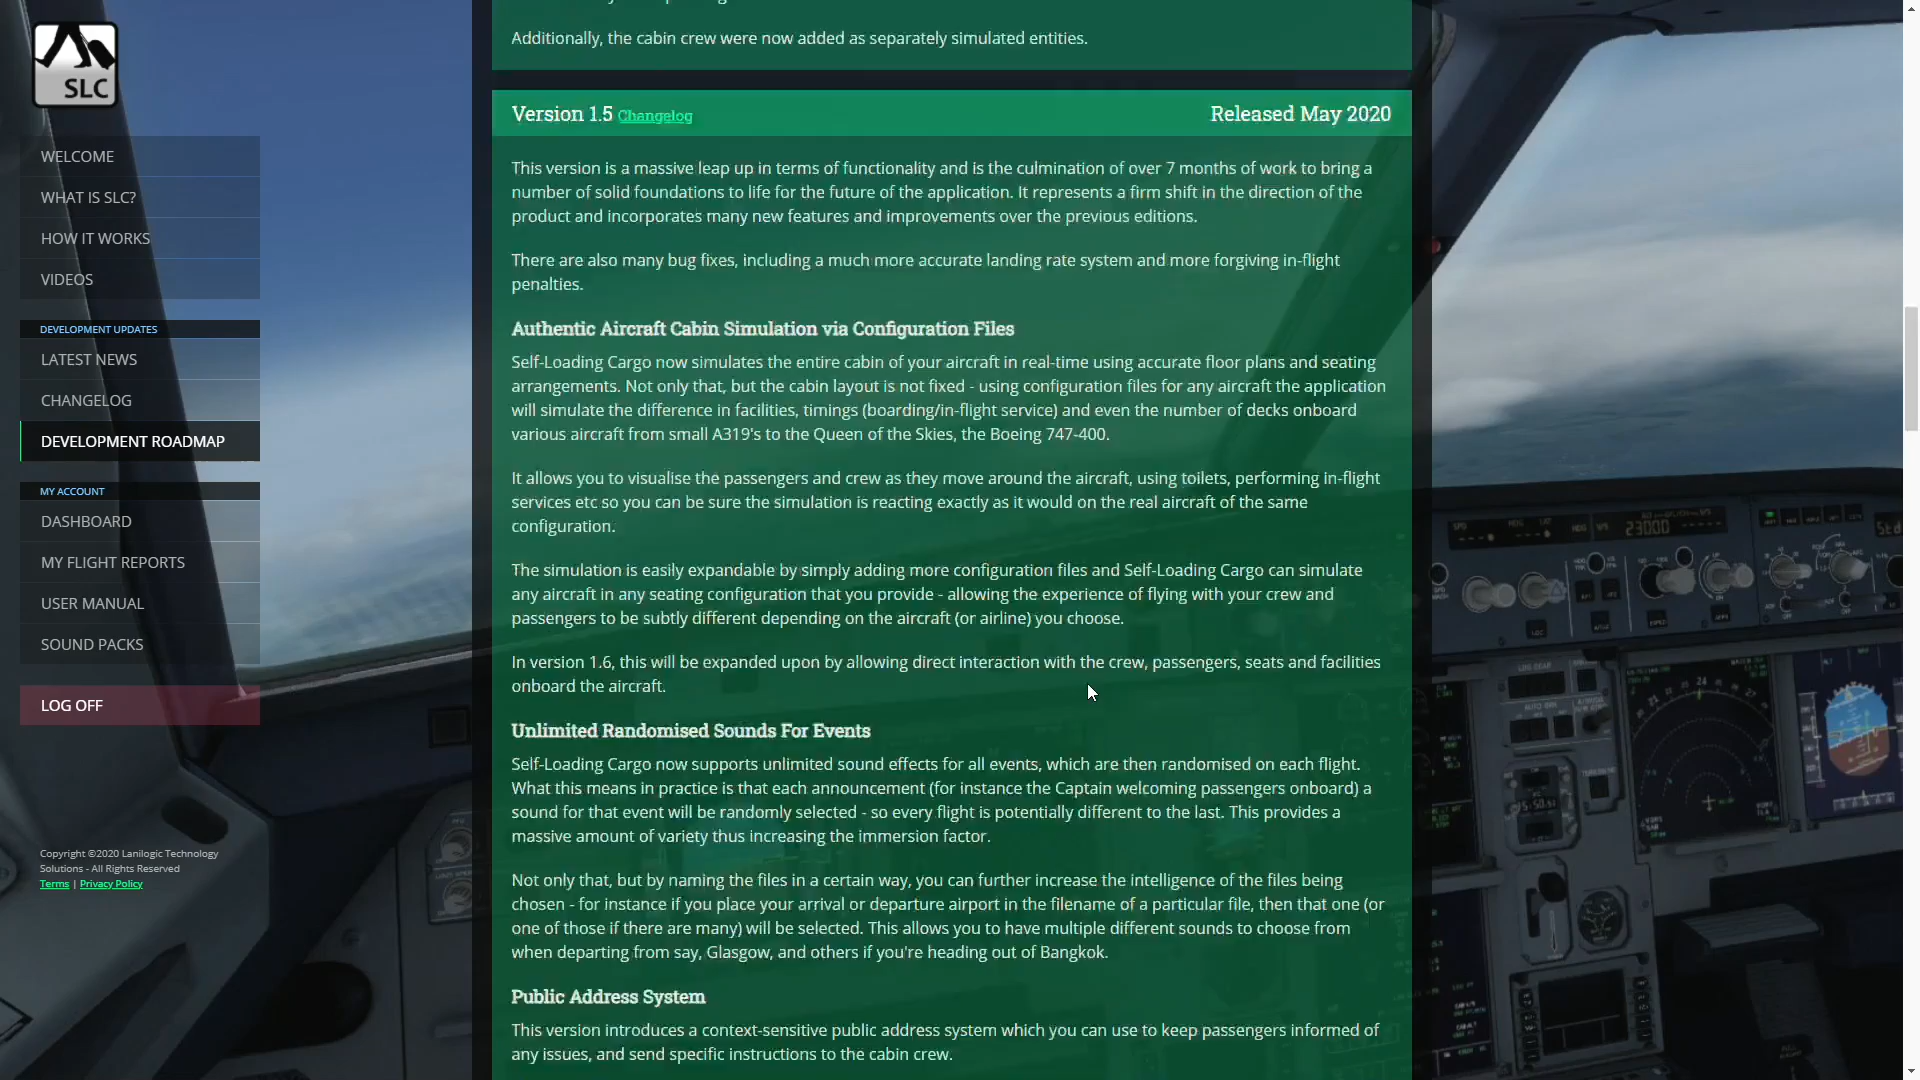 SLC
WELCOME
WHAT IS SLC?
HOW IT WORKS
VIDEOS
DEVELOPMENT UPDATES
LATEST NEWS
CHANGELOG
DEVELOPMENT ROADMAP
MY ACCOUNT
DASHBOARD
MY FLIGHT REPORTS
USER MANUAL
SOUND PACKS
LOG OFF
Copyright ©2020 Lanilogic Technology
Solutions - All Rights Reserved
Terms | Privacy Policy
Additionally, the cabin crew were now added as separately simulated entities.
Version 1.5 Changelog
Released May 2020
This version is a massive leap up in terms of functionality and is the culmination of over 7 months of work to bring a
number of solid foundations to life for the future of the application. It represents a firm shift in the direction of the
product and incorporates many new features and improvements over the previous editions.
There are also many bug fixes, including a much more accurate landing rate system and more forgiving in-flight
penalties.
Authentic Aircraft Cabin Simulation via Configuration Files
Self-Loading Cargo now simulates the entire cabin of your aircraft in real-time using accurate floor plans and seating
arrangements. Not only that, but the cabin layout is not fixed - using configuration files for any aircraft the application
will simulate the difference in facilities, timings (boarding/in-flight service) and even the number of decks onboard
various aircraft from small A319's to the Queen of the Skies, the Boeing 747-400.
It allows you to visualise the passengers and crew as they move around the aircraft, using toilets, performing in-flight
services etc so you can be sure the simulation is reacting exactly as it would on the real aircraft of the same
configuration.
The simulation is easily expandable by simply adding more configuration files and Self-Loading Cargo can simulate
any aircraft in any seating configuration that you provide - allowing the experience of flying with your crew and
passengers to be subtly different depending on the aircraft (or airline) you choose.
In version 1.6, this will be expanded upon by allowing direct interaction with the crew, passengers, seats and facilities
onboard the aircraft.
Unlimited Randomised Sounds For Events
Self-Loading Cargo now supports unlimited sound effects for all events, which are then randomised on each flight.
What this means in practice is that each announcement (for instance the Captain welcoming passengers onboard) a
sound for that event will be randomly selected - so every flight is potentially different to the last. This provides a
massive amount of variety thus increasing the immersion factor.
Not only that, but by naming the files in a certain way, you can further increase the intelligence of the files being
chosen - for instance if you place your arrival or departure airport in the filename of a particular file, then that one (or
one of those if there are many) will be selected. This allows you to have multiple different sounds to choose from
when departing from say, Glasgow, and others if you're heading out of Bangkok.
Public Address System
This version introduces a context-sensitive public address system which you can use to keep passengers informed of
any issues, and send specific instructions to the cabin crew.
23000